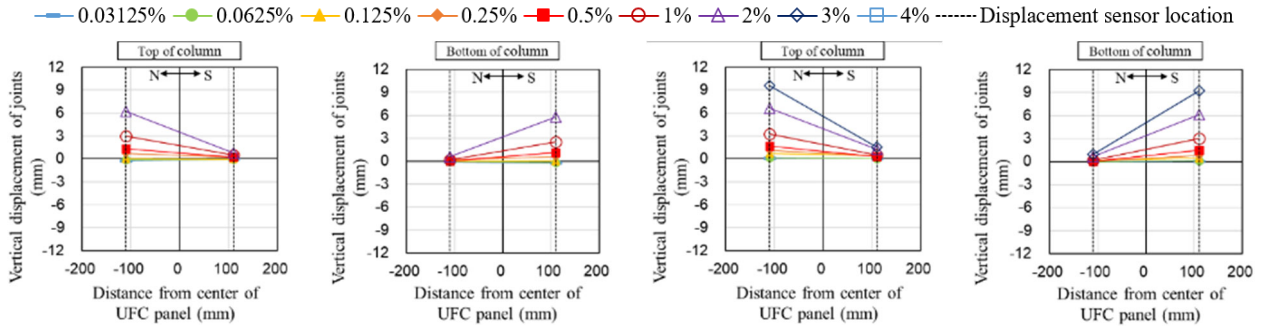 0.03125% 0.0625% 0.125% 0.25% 0.5% 1% 2% 3% 4% Displacement sensor location
Top of column
N S
12
9
6
3
0
-3
-6
-9
-12
-200 -100 0 100 200
Vertical displacement of joints
(mm)
Distance from center of
UFC panel (mm)
Bottom of column
N S
12
9
6
3
0
-3
-6
-9
-12
-200 -100 0 100 200
Vertical displacement of joints
(mm)
Distance from center of
UFC panel (mm)
Top of column
N S
12
9
6
3
0
-3
-6
-9
-12
-200 -100 0 100 200
Vertical displacement of joints
(mm)
Distance from center of
UFC panel (mm)
Bottom of column
N S
12
9
6
3
0
-3
-6
-9
-12
-200 -100 0 100 200
Vertical displacement of joints
(mm)
Distance from center of
UFC panel (mm)